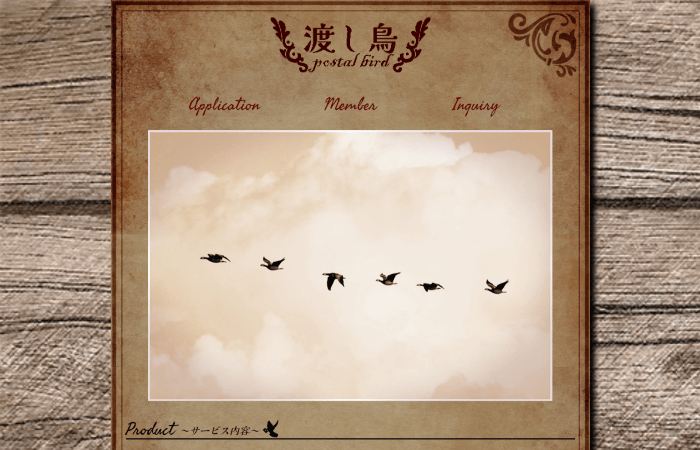 渡し鳥
postal bird
Application Member Inquiry
Product ～サービス内容～